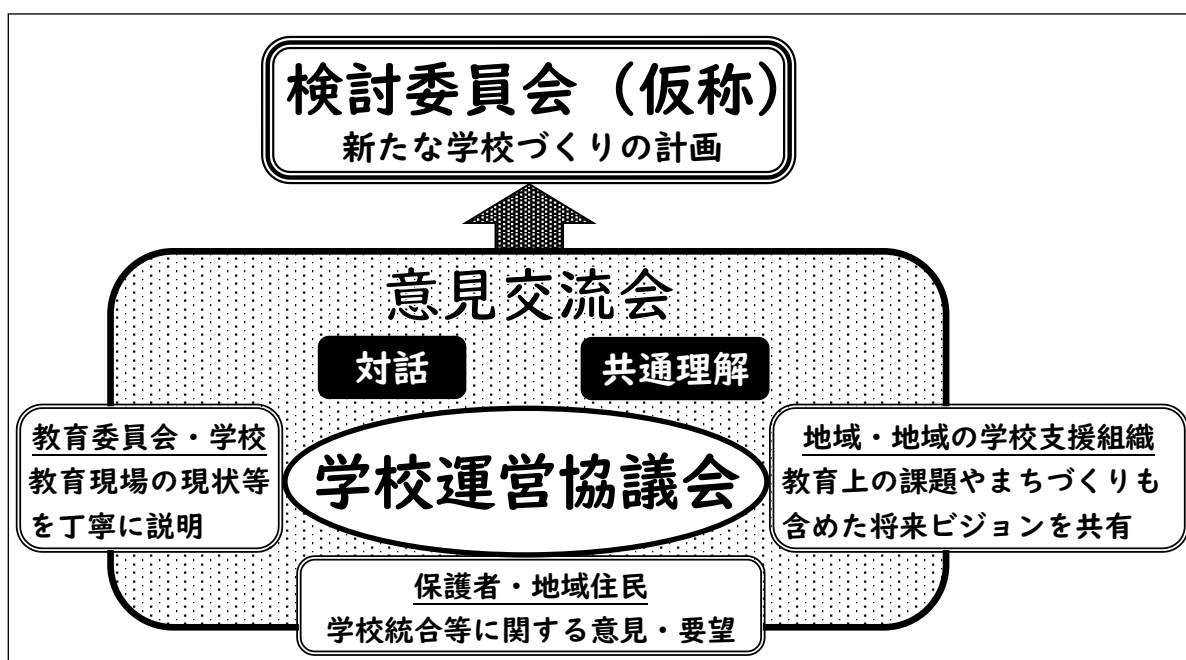 検討委員会（仮称）
新たな学校づくりの計画
意見交流会
対話
共通理解
教育委員会・学校
教育現場の現状等
を丁寧に説明
学校運営協議会
地域・地域の学校支援組織
教育上の課題やまちづくりも
含めた将来ビジョンを共有
保護者・地域住民
学校統合等に関する意見・要望